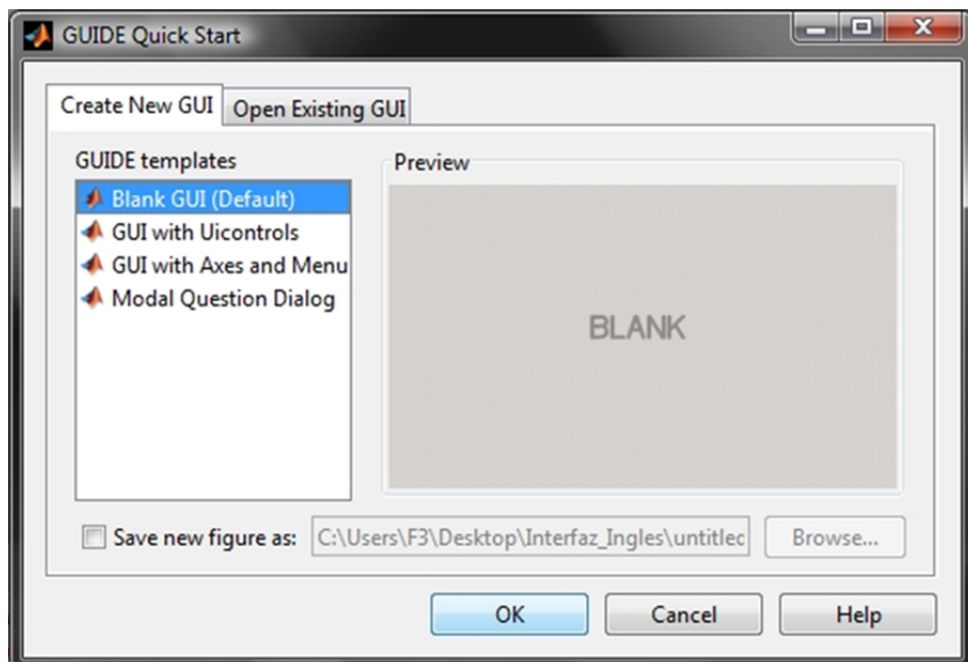 GUIDE Quick Start
Create New GUI
Open Existing GUI
GUIDE templates
Preview
Blank GUI (Default)
GUI with Uicontrols
GUI with Axes and Menu
Modal Question Dialog
BLANK
Save new figure as:
C:\Users\F3\Desktop\Interfaz_Ingles\untitlec
Browse...
OK
Cancel
Help